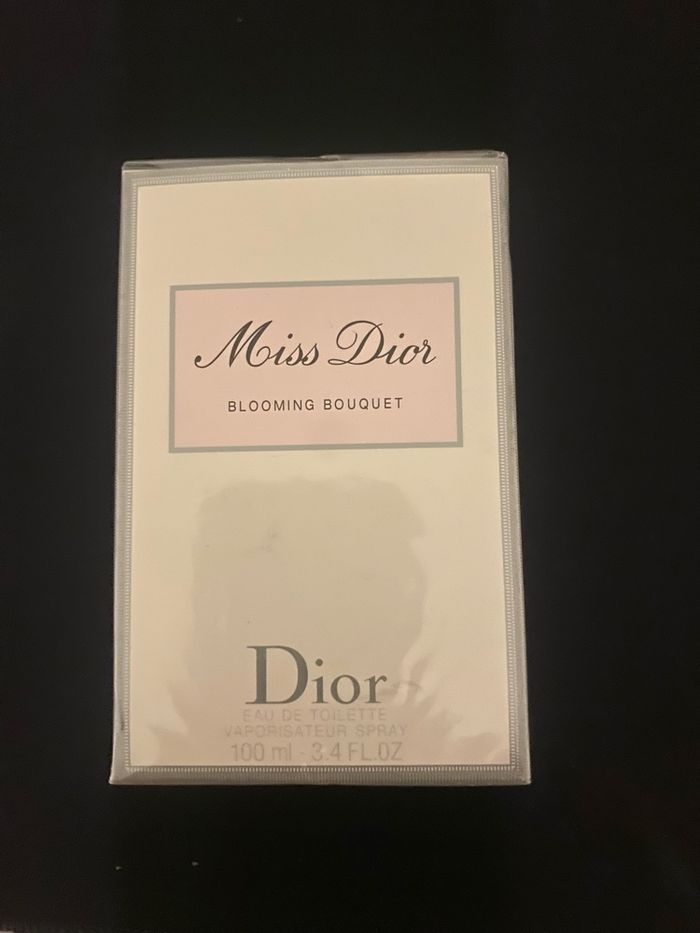 Miss Dior
BLOOMING BOUQUET
Dior
EAU DE TOILETTE
VAPORISATEUR SPRAY
100 ml - 3.4 FL.OZ